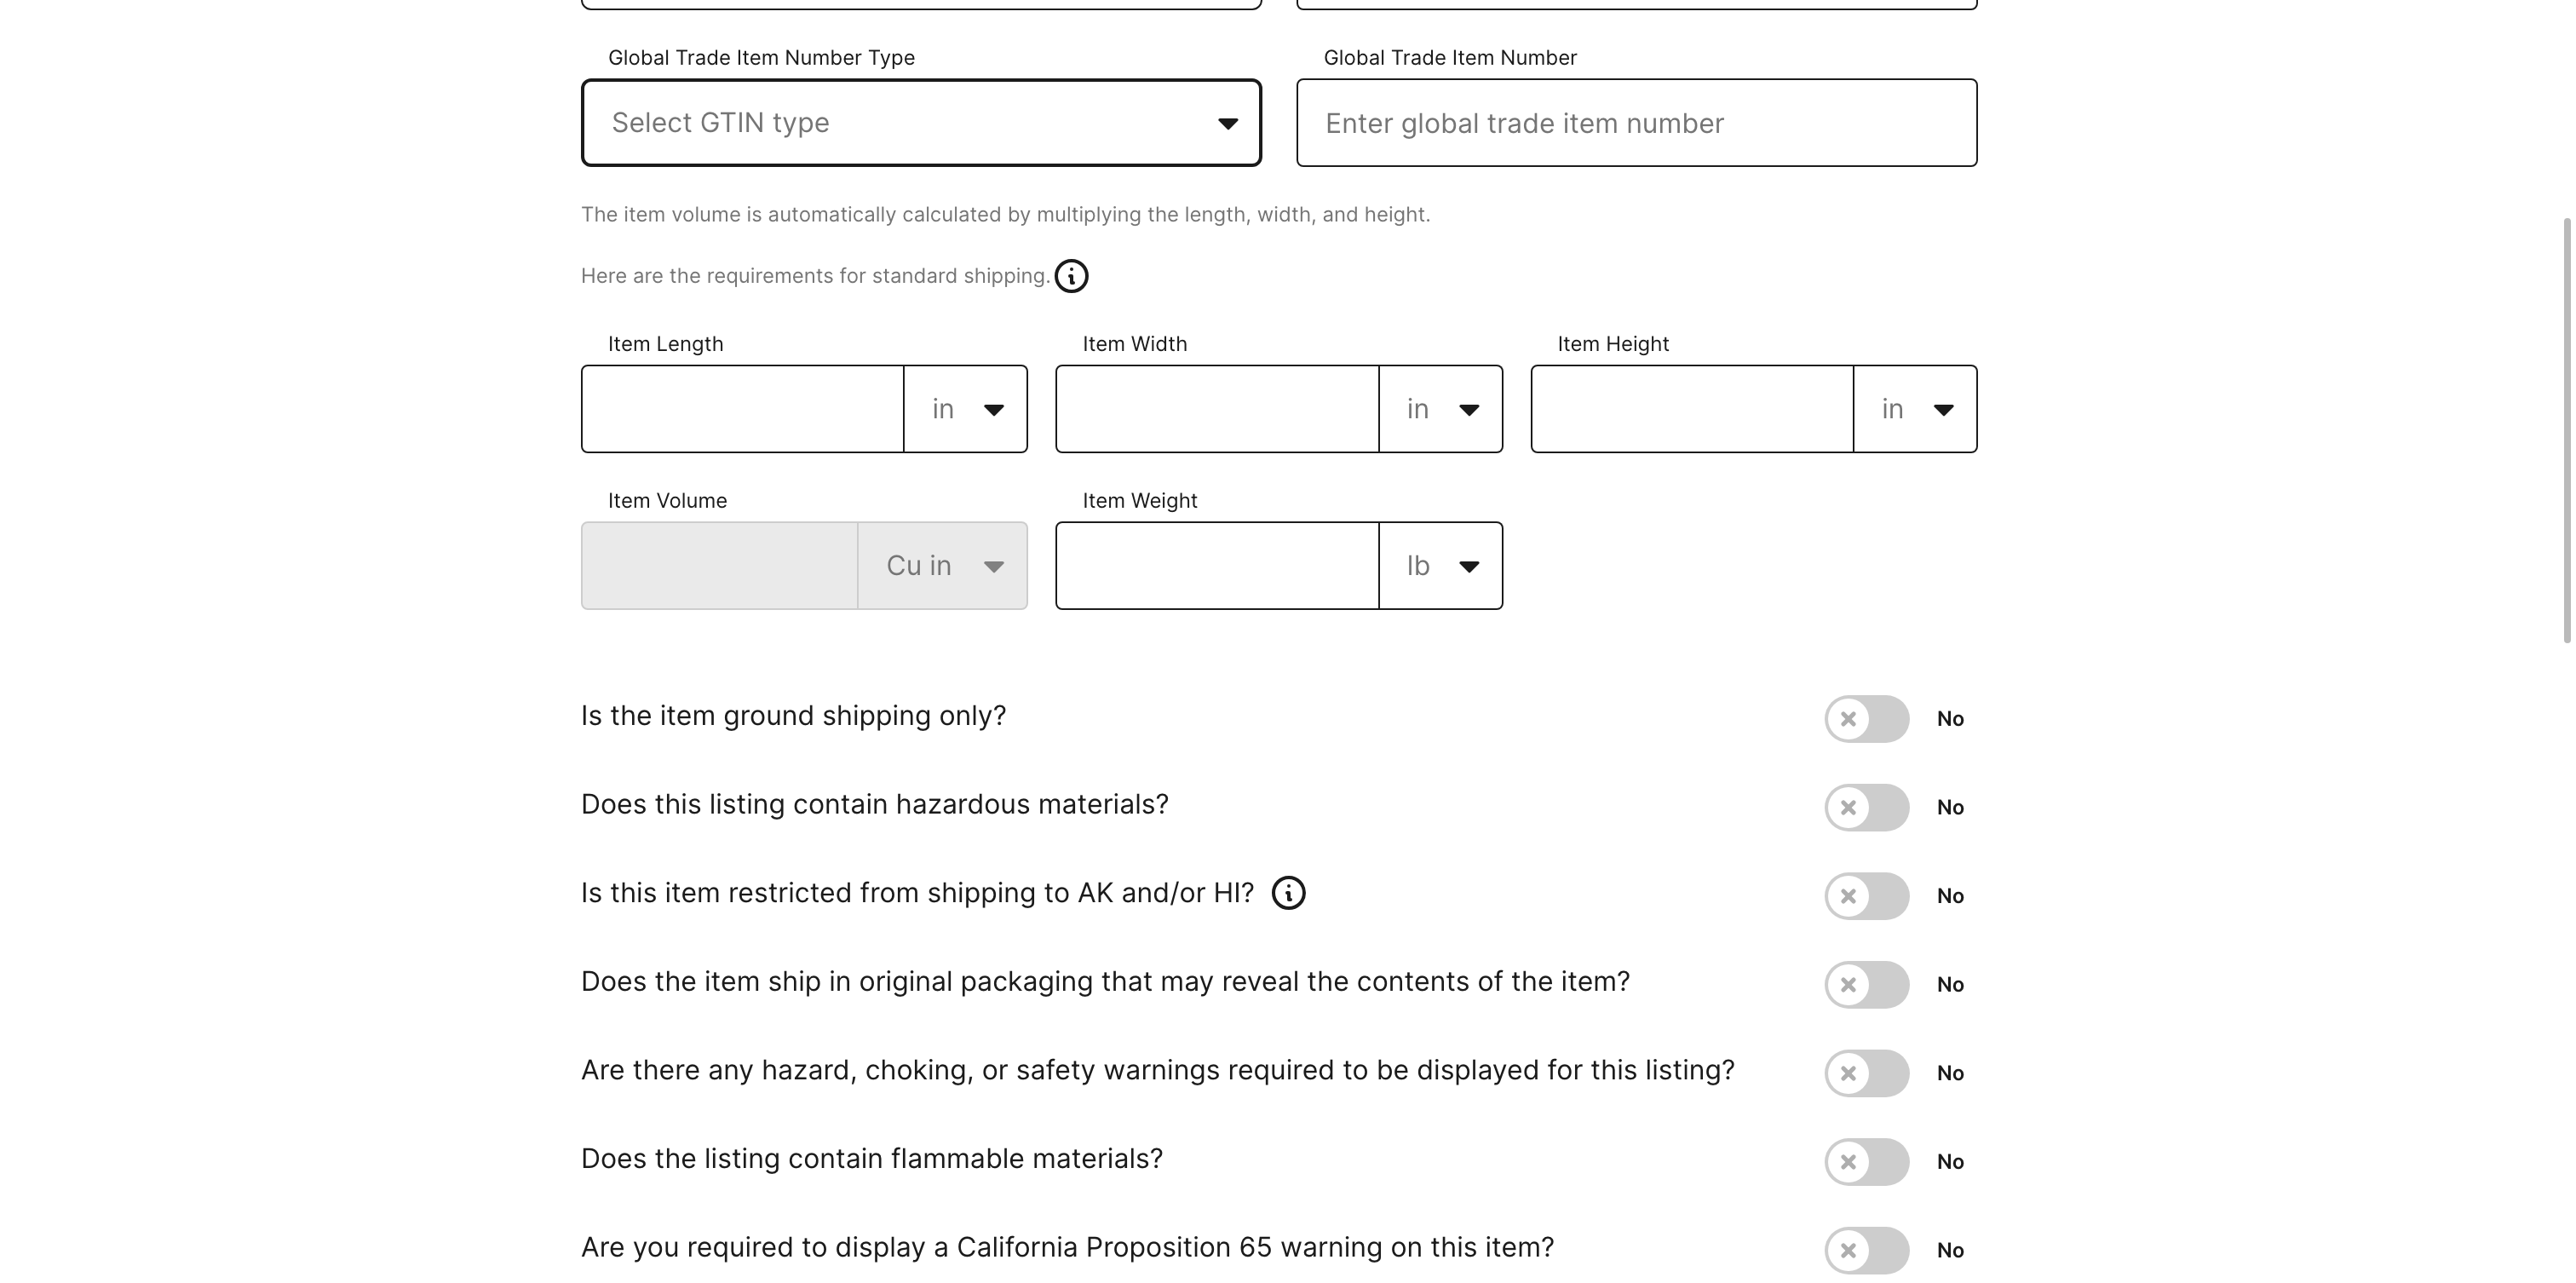 Global Trade Item Number Type
Global Trade Item Number
Select GTIN type
Enter global trade item number
The item volume is automatically calculated by multiplying the length, width, and height.
Here are the requirements for standard shipping.
Item Length
Item Width
Item Height
in
in
in
Item Volume
Item Weight
Cu in
lb
Is the item ground shipping only?
No
Does this listing contain hazardous materials?
No
Is this item restricted from shipping to AK and/or HI?
No
Does the item ship in original packaging that may reveal the contents of the item?
No
Are there any hazard, choking, or safety warnings required to be displayed for this listing?
No
Does the listing contain flammable materials?
No
Are you required to display a California Proposition 65 warning on this item?
No